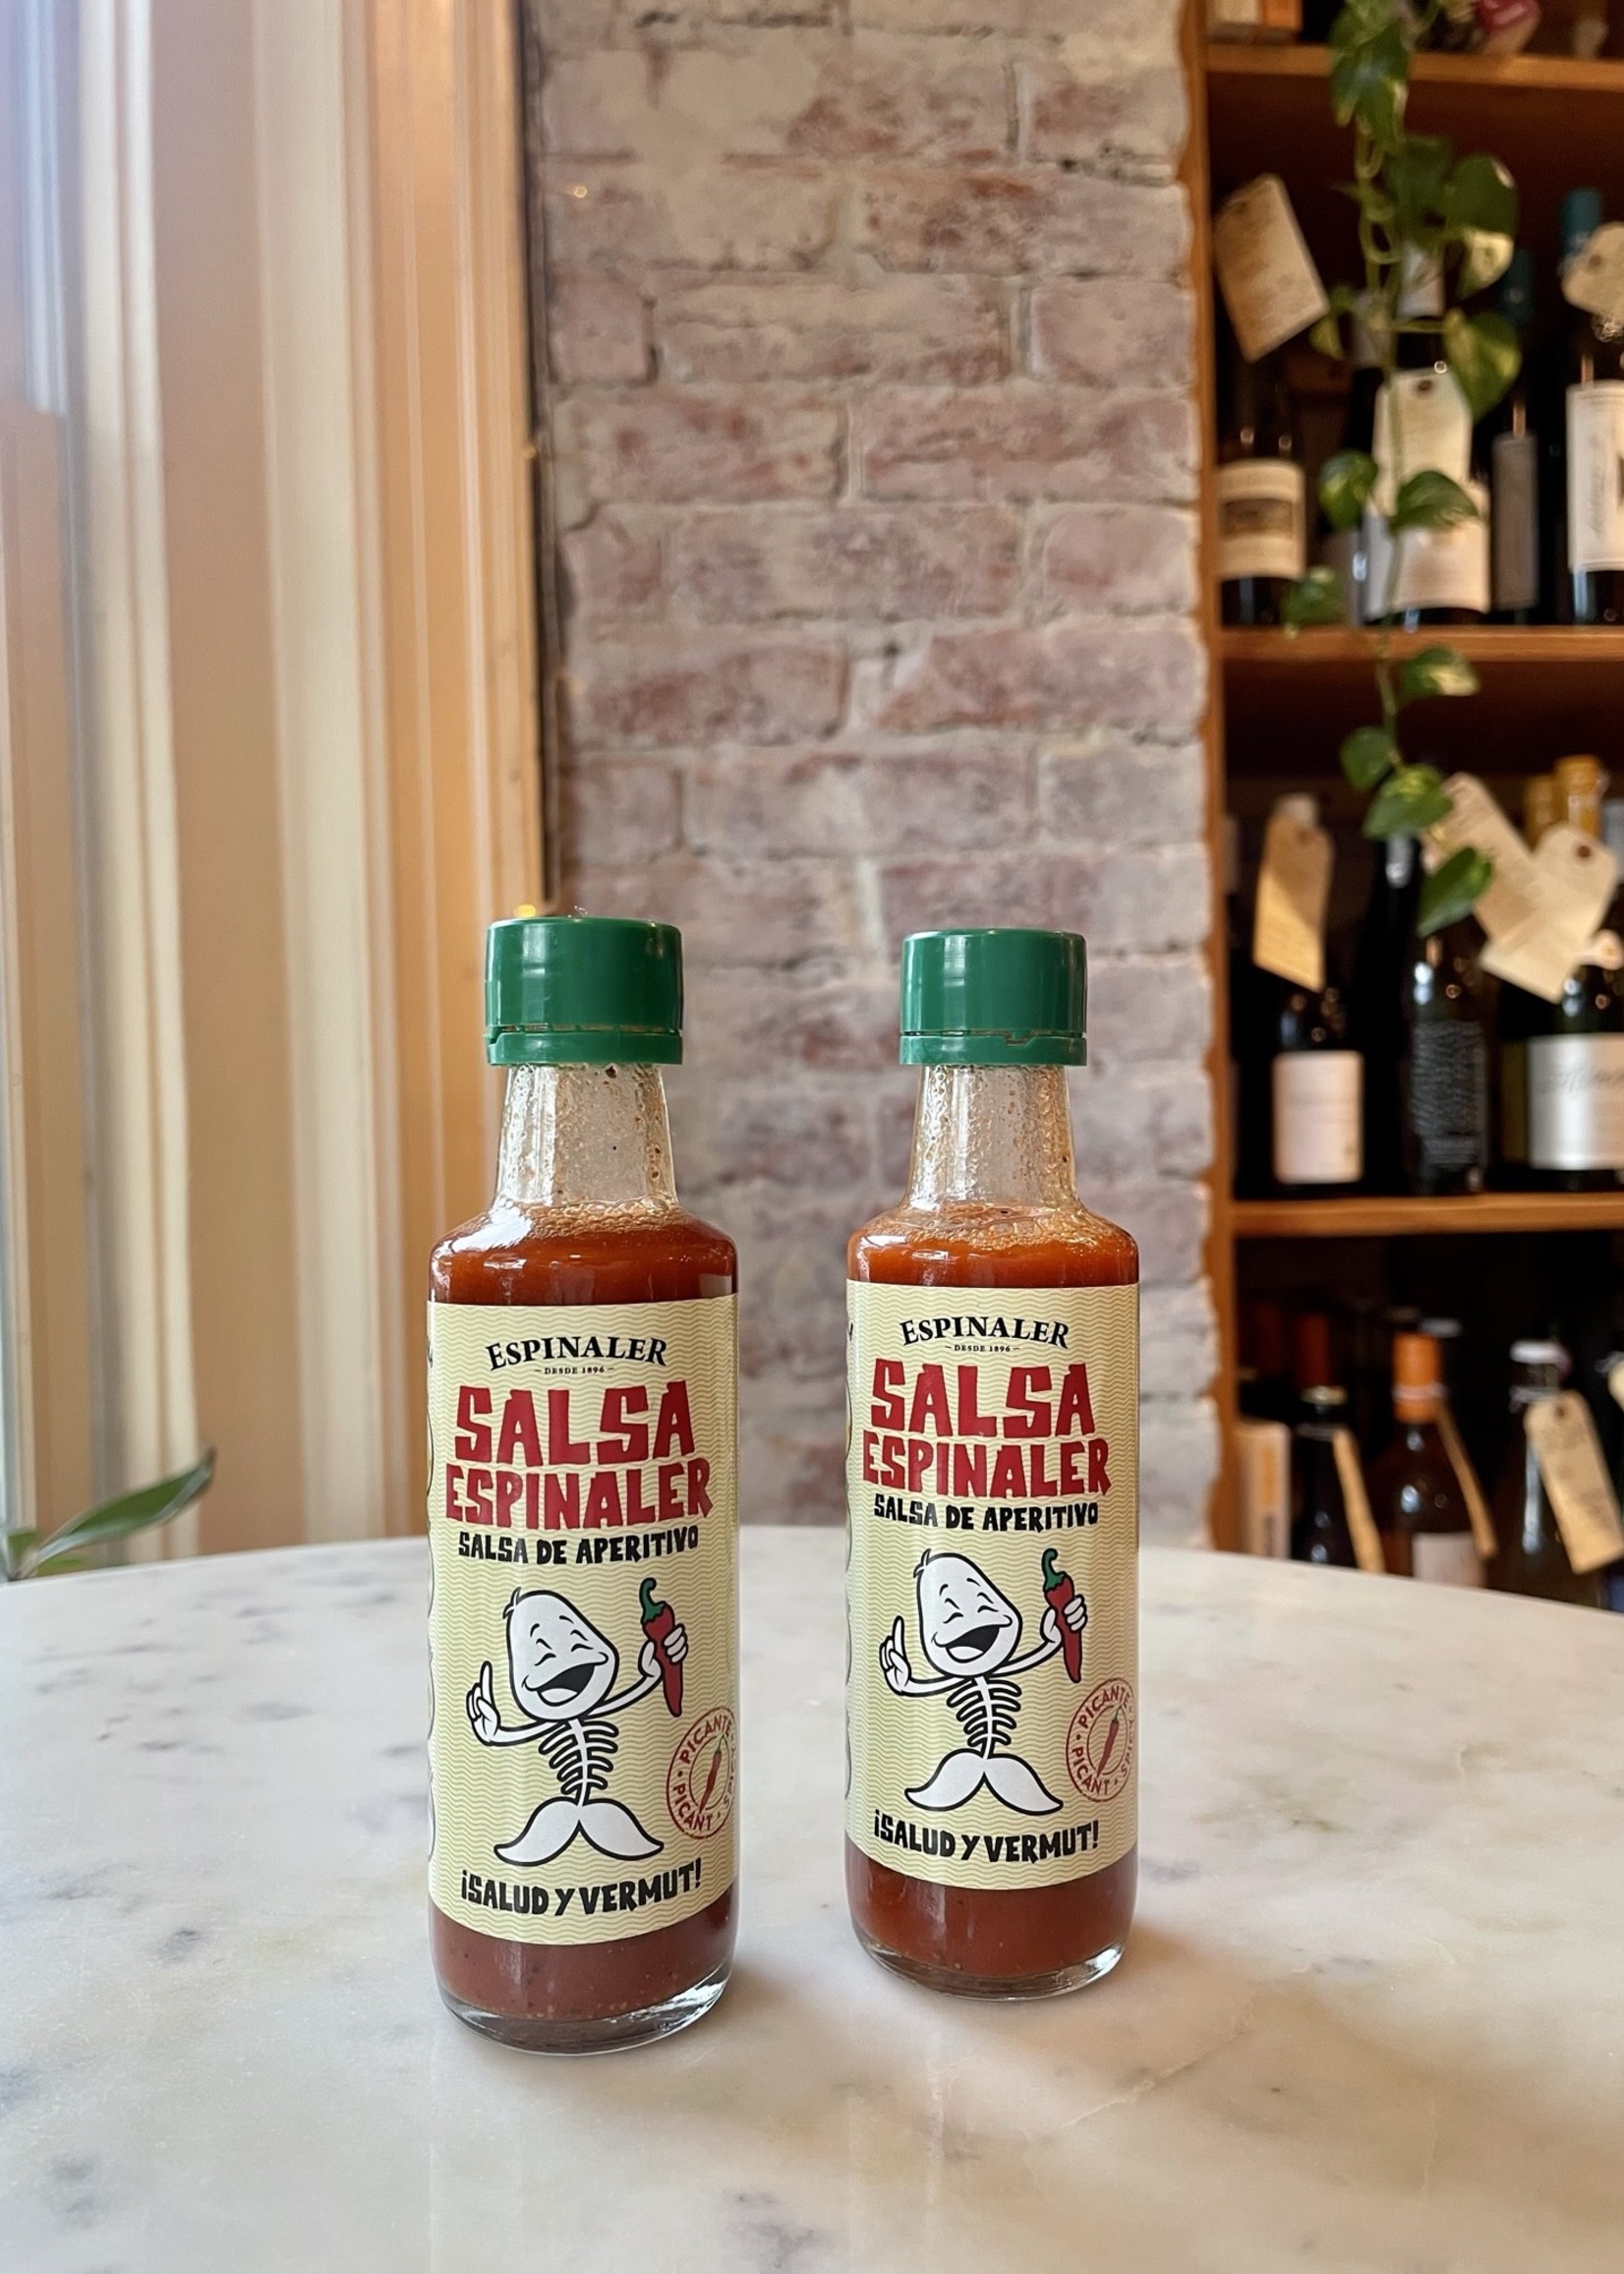 ESPINALER
DESDE 1896
SALSA
ESPINALER
SALSA DE APERITIVO
PICANTE
PICANT
¡SALUD Y VERMUT!
ESPINALER
DESDE 1896
SALSA
ESPINALER
SALSA DE APERITIVO
PICANTE
PICANT
¡SALUD Y VERMUT!